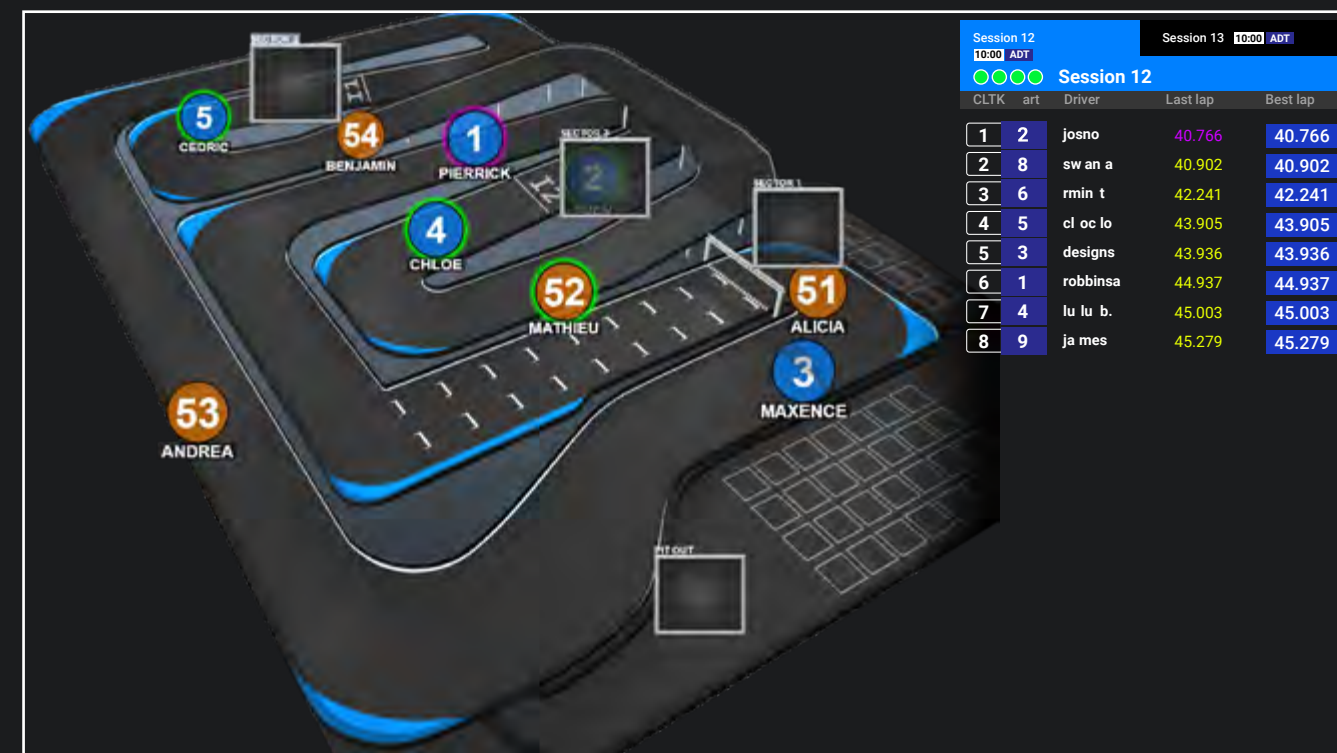 Session 12
10:00 ADT
Session 13 10:00 ADT
Session 12
CLTK art Driver Last lap Best lap
1 2 josno 40.766 40.766
2 8 sw an a 40.902 40.902
3 6 rmin t 42.241 42.241
4 5 cl oc lo 43.905 43.905
5 3 designs 43.936 43.936
6 1 robbinsa 44.937 44.937
7 4 lu lu b. 45.003 45.003
8 9 ja mes 45.279 45.279
5
CEDRIC
54
BENJAMIN
1
PIERRICK
SECTOR 2
2
SECTOR 1
4
CHLOE
52
MATHIEU
51
ALICIA
3
MAXENCE
53
ANDREA
PIT OUT